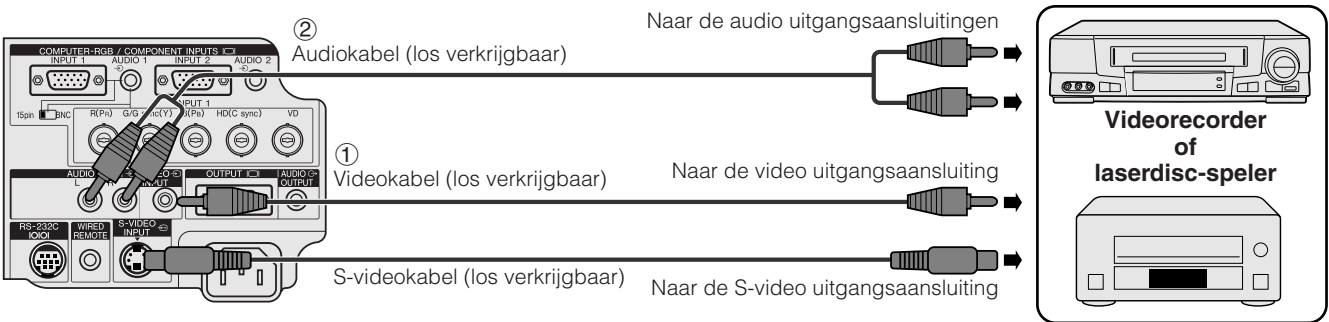 ②
Naar de audio uitgangsaansluitingen
Audiokabel (los verkrijgbaar)
COMPUTER-RGB / COMPONENT INPUTS
INPUT 1
AUDIO 1
INPUT 2
AUDIO 2
15pin
BNC
R(PR)
HD(C sync)
VD
①
Videokabel (los verkrijgbaar)
Naar de video uitgangsaansluiting
L
OUTPUT
AUDIO
OUTPUT
INPUT
RS-232C
WIRED
REMOTE
S-VIDEO
INPUT
S-videokabel (los verkrijgbaar)
Naar de S-video uitgangsaansluiting
Videorecorder
of
laserdisc-speler